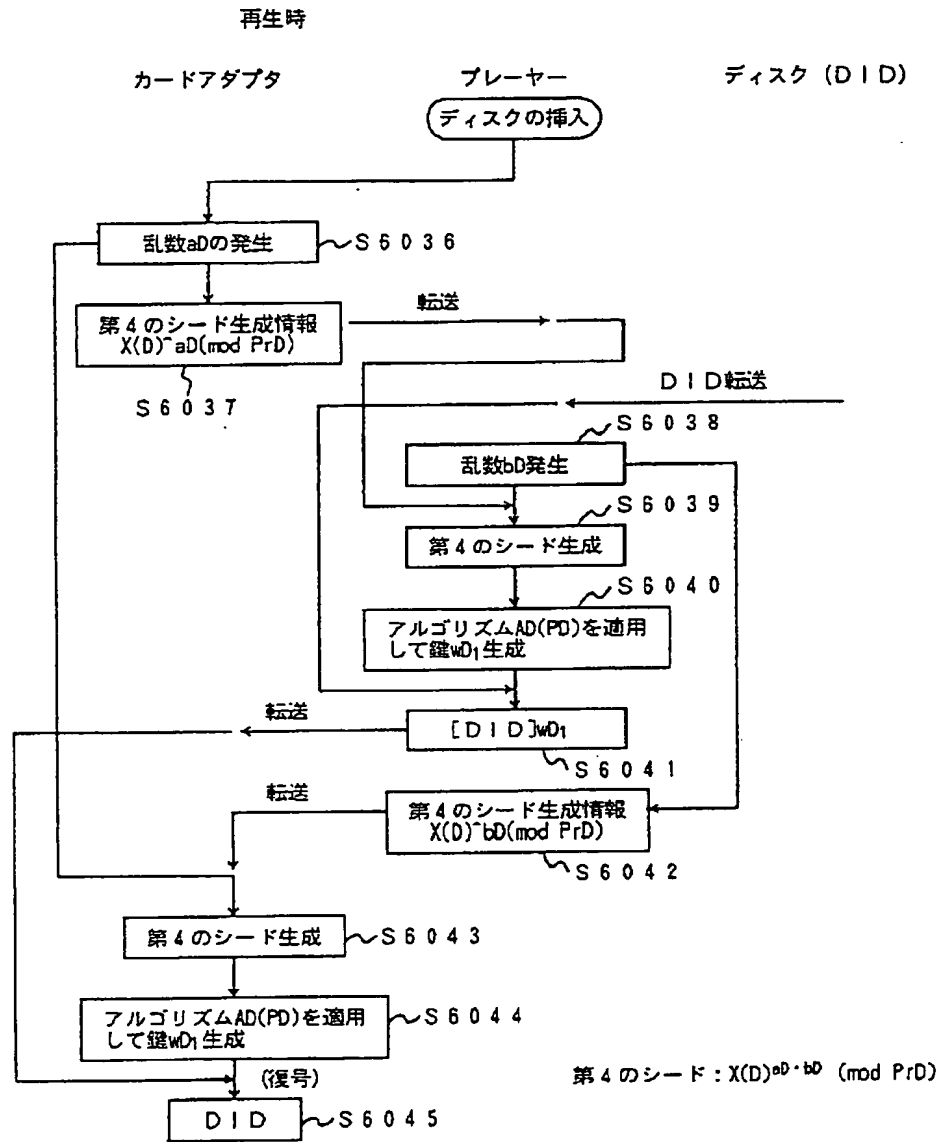 再生時
カードアダプタ
プレーヤー
ディスク (DID)
ディスクの挿入
乱数aDの発生
S6036
第4のシード生成情報
X(D)^aD(mod PrD)
転送
S6037
DID転送
S6038
乱数bD発生
S6039
第4のシード生成
S6040
アルゴリズムAD(PD)を適用
して鍵wD₁生成
転送
[DID]wD₁
S6041
転送
第4のシード生成情報
X(D)^bD(mod PrD)
S6042
第4のシード生成
S6043
アルゴリズムAD(PD)を適用
して鍵wD₁生成
S6044
(復号)
第4のシード：X(D)^aD・bD (mod PrD)
DID
S6045